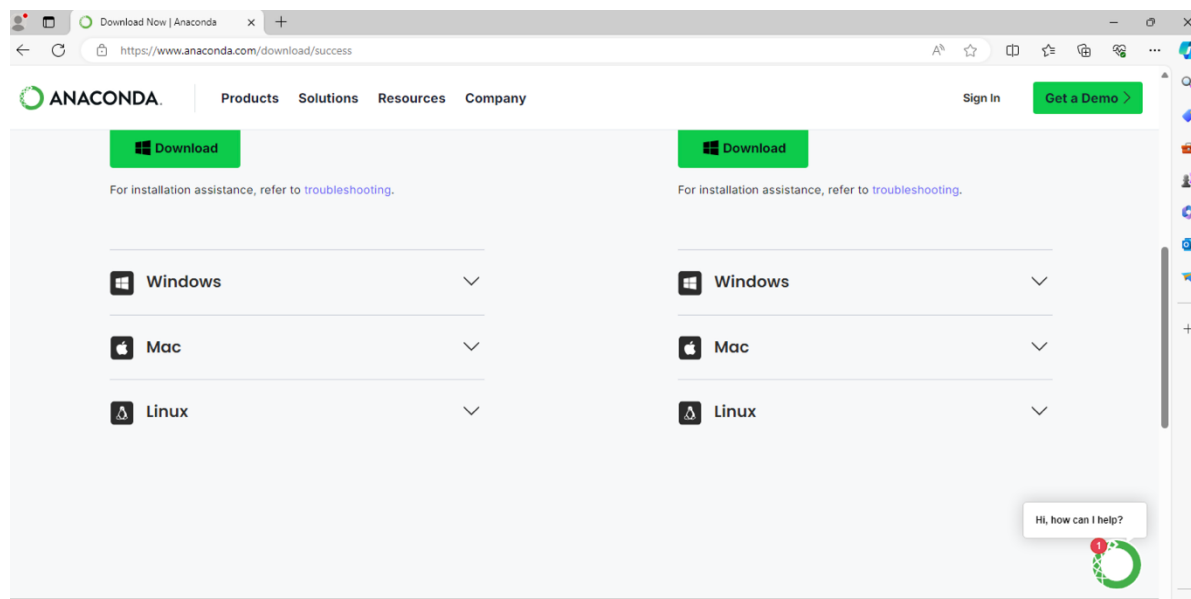 Download Now | Anaconda
https://www.anaconda.com/download/success
ANACONDA. Products Solutions Resources Company Sign In Get a Demo
Download
For installation assistance, refer to troubleshooting.
Windows
Mac
Linux
Download
For installation assistance, refer to troubleshooting.
Windows
Mac
Linux
Hi, how can I help?
1